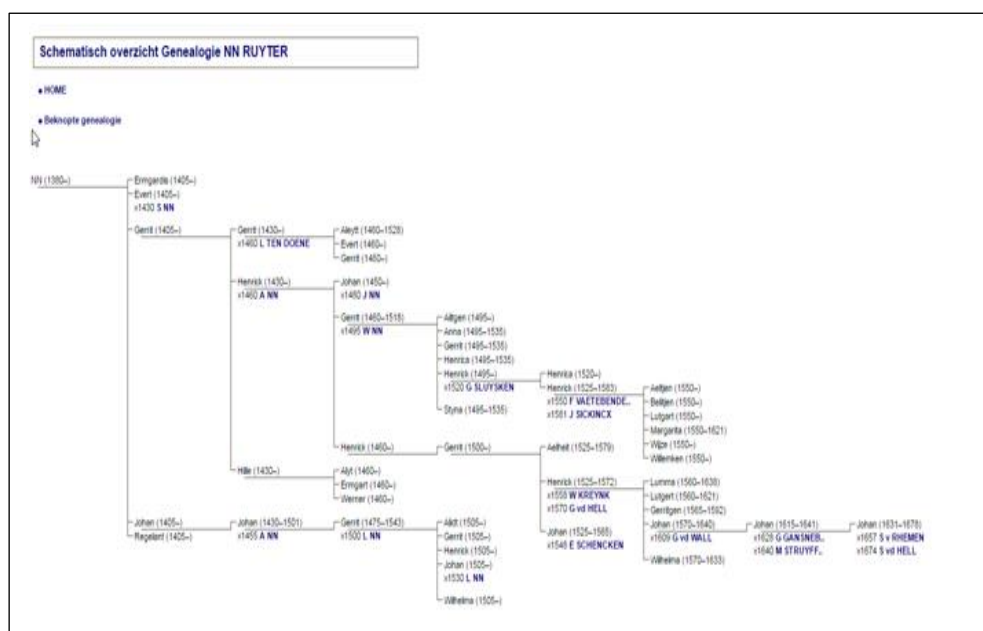 Schematisch overzicht Genealogie NN RUYTER
• HOME
• Beknopte genealogie
NN (1380--)
Ermgardis (1405--)
Evert (1405--)
x1430 S NN
Gerrit (1405--)
Gerrit (1430--)
x1460 L TEN DOENE
Aleytt (1460--1528)
Evert (1460--)
Gerrit (1460--)
Henrick (1430--)
x1460 A NN
Johan (1450--)
x1480 J NN
Gerrit (1460--1518)
x1495 W NN
Altgen (1495--)
Anna (1495--1535)
Gerrit (1495--1535)
Henrica (1495--1535)
Henrick (1495--)
x1520 G SLUYSKEN
Henrica (1520--)
Henrick (1525--1583)
x1550 F VAETEBENDE..
x1581 J SICKINCX
Aeltjen (1550--)
Beltjen (1550--)
Lutgart (1550--)
Margarita (1550--1621)
Wijze (1550--)
Willemken (1550--)
Styna (1495--1535)
Henrick (1460--)
Gerrit (1500--)
Aelheit (1525--1579)
Henrick (1525--1572)
x1558 W KREYNK
x1570 G vd HELL
Lumma (1560--1638)
Lutgert (1560--1621)
Gerritgen (1565--1592)
Johan (1570--1640)
x1609 G vd WALL
Johan (1615--1641)
x1628 G GANSNEB..
x1640 M STRUYFF..
Johan (1631--1678)
x1657 S v RHEMEN
x1674 S vd HELL
Wilhelma (1570--1633)
Johan (1525--1565)
x1548 E SCHENCKEN
Hille (1430--)
Alyt (1460--)
Ermgart (1460--)
Werner (1460--)
Johan (1405--)
Johan (1430--1501)
x1455 A NN
Gerrit (1475--1543)
x1500 L NN
Alidt (1505--)
Gerrit (1505--)
Henrick (1505--)
Johan (1505--)
x1530 L NN
Wilhelma (1505--)
Regelant (1405--)